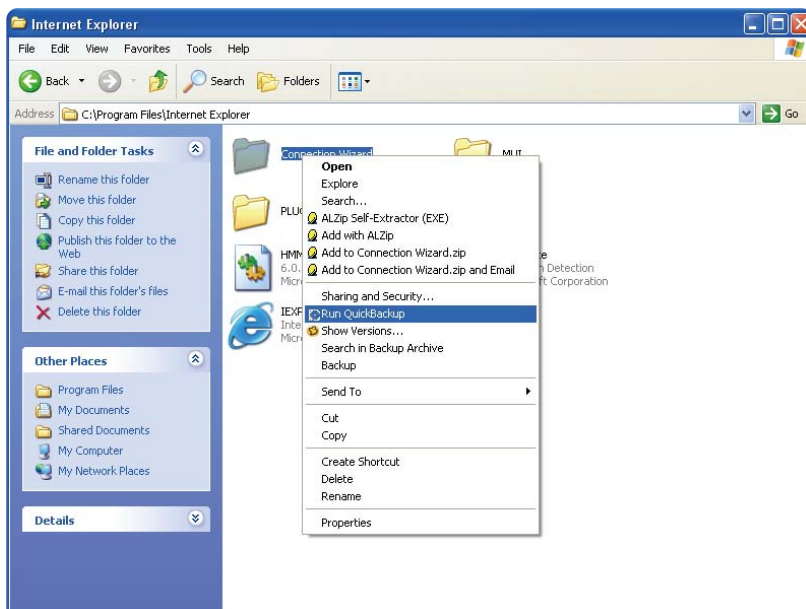 Internet Explorer
File Edit View Favorites Tools Help
Back Search Folders
Address C:\Program Files\Internet Explorer Go
File and Folder Tasks
Rename this folder
Move this folder
Copy this folder
Publish this folder to the
Web
Share this folder
E-mail this folder's files
Delete this folder
Other Places
Program Files
My Documents
Shared Documents
My Computer
My Network Places
Details
Connection Wizard
MUI
Open
Explore
Search...
ALZip Self-Extractor (EXE)
Add with ALZip
Add to Connection Wizard.zip
Add to Connection Wizard.zip and Email
Sharing and Security...
Run QuickBackup
Show Versions...
Search in Backup Archive
Backup
Send To
Cut
Copy
Create Shortcut
Delete
Rename
Properties
6.0.
Detection
Corporation